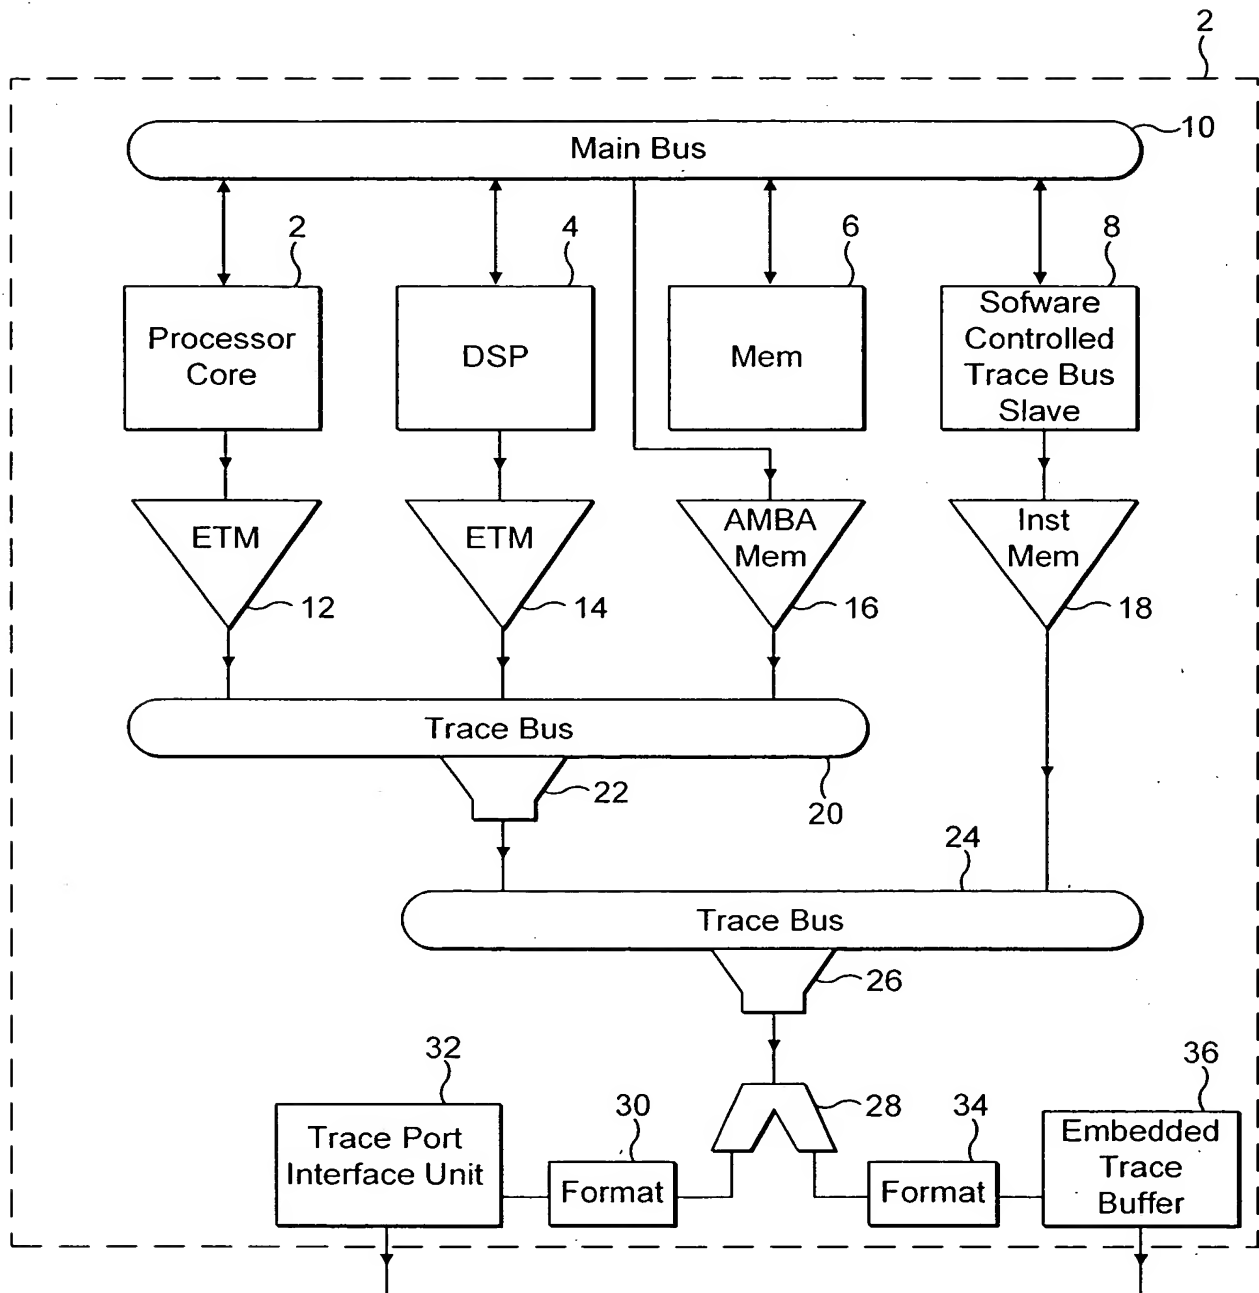 2
10
Main Bus
2
4
6
8
Processor
Core
DSP
Mem
Sofware
Controlled
Trace Bus
Slave
ETM
ETM
AMBA
Mem
Inst
Mem
12
14
16
18
Trace Bus
22
20
24
Trace Bus
26
32
30
28
34
36
Trace Port
Interface Unit
Format
Format
Embedded
Trace
Buffer